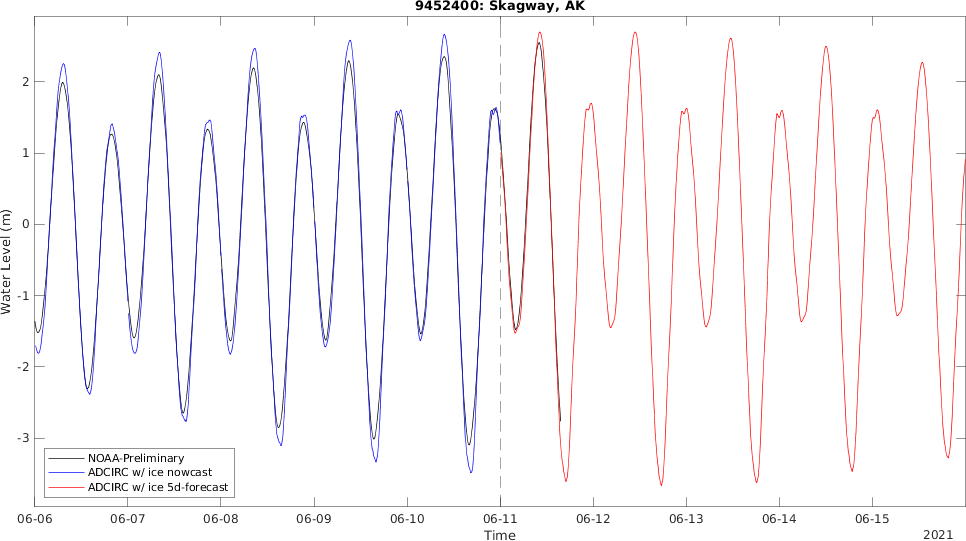 9452400: Skagway, AK
Water Level (m)
2
1
0
-1
-2
-3
NOAA-Preliminary
ADCIRC w/ ice nowcast
ADCIRC w/ ice 5d-forecast
06-06 06-07 06-08 06-09 06-10 06-11 06-12 06-13 06-14 06-15
Time
2021